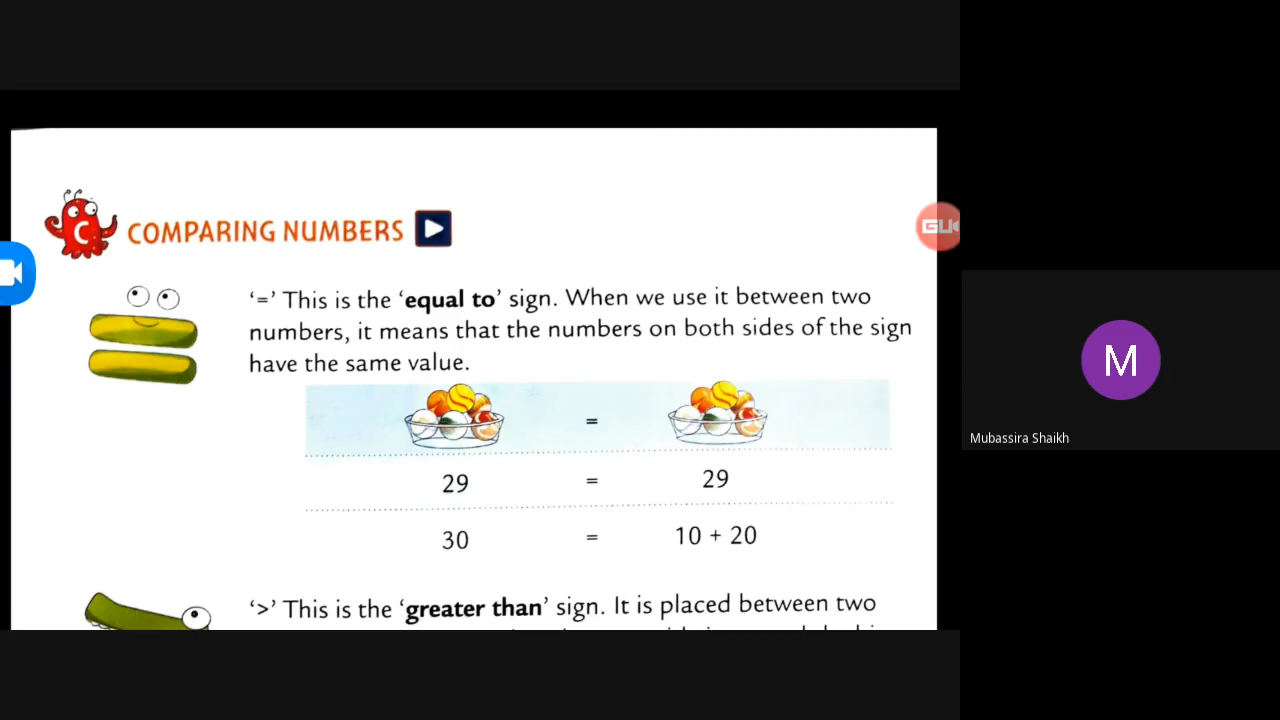 C COMPARING NUMBERS
'=' This is the 'equal to' sign. When we use it between two
numbers, it means that the numbers on both sides of the sign
have the same value.
=
29 = 29
30 = 10 + 20
'>' This is the 'greater than' sign. It is placed between two
M
Mubassira Shaikh